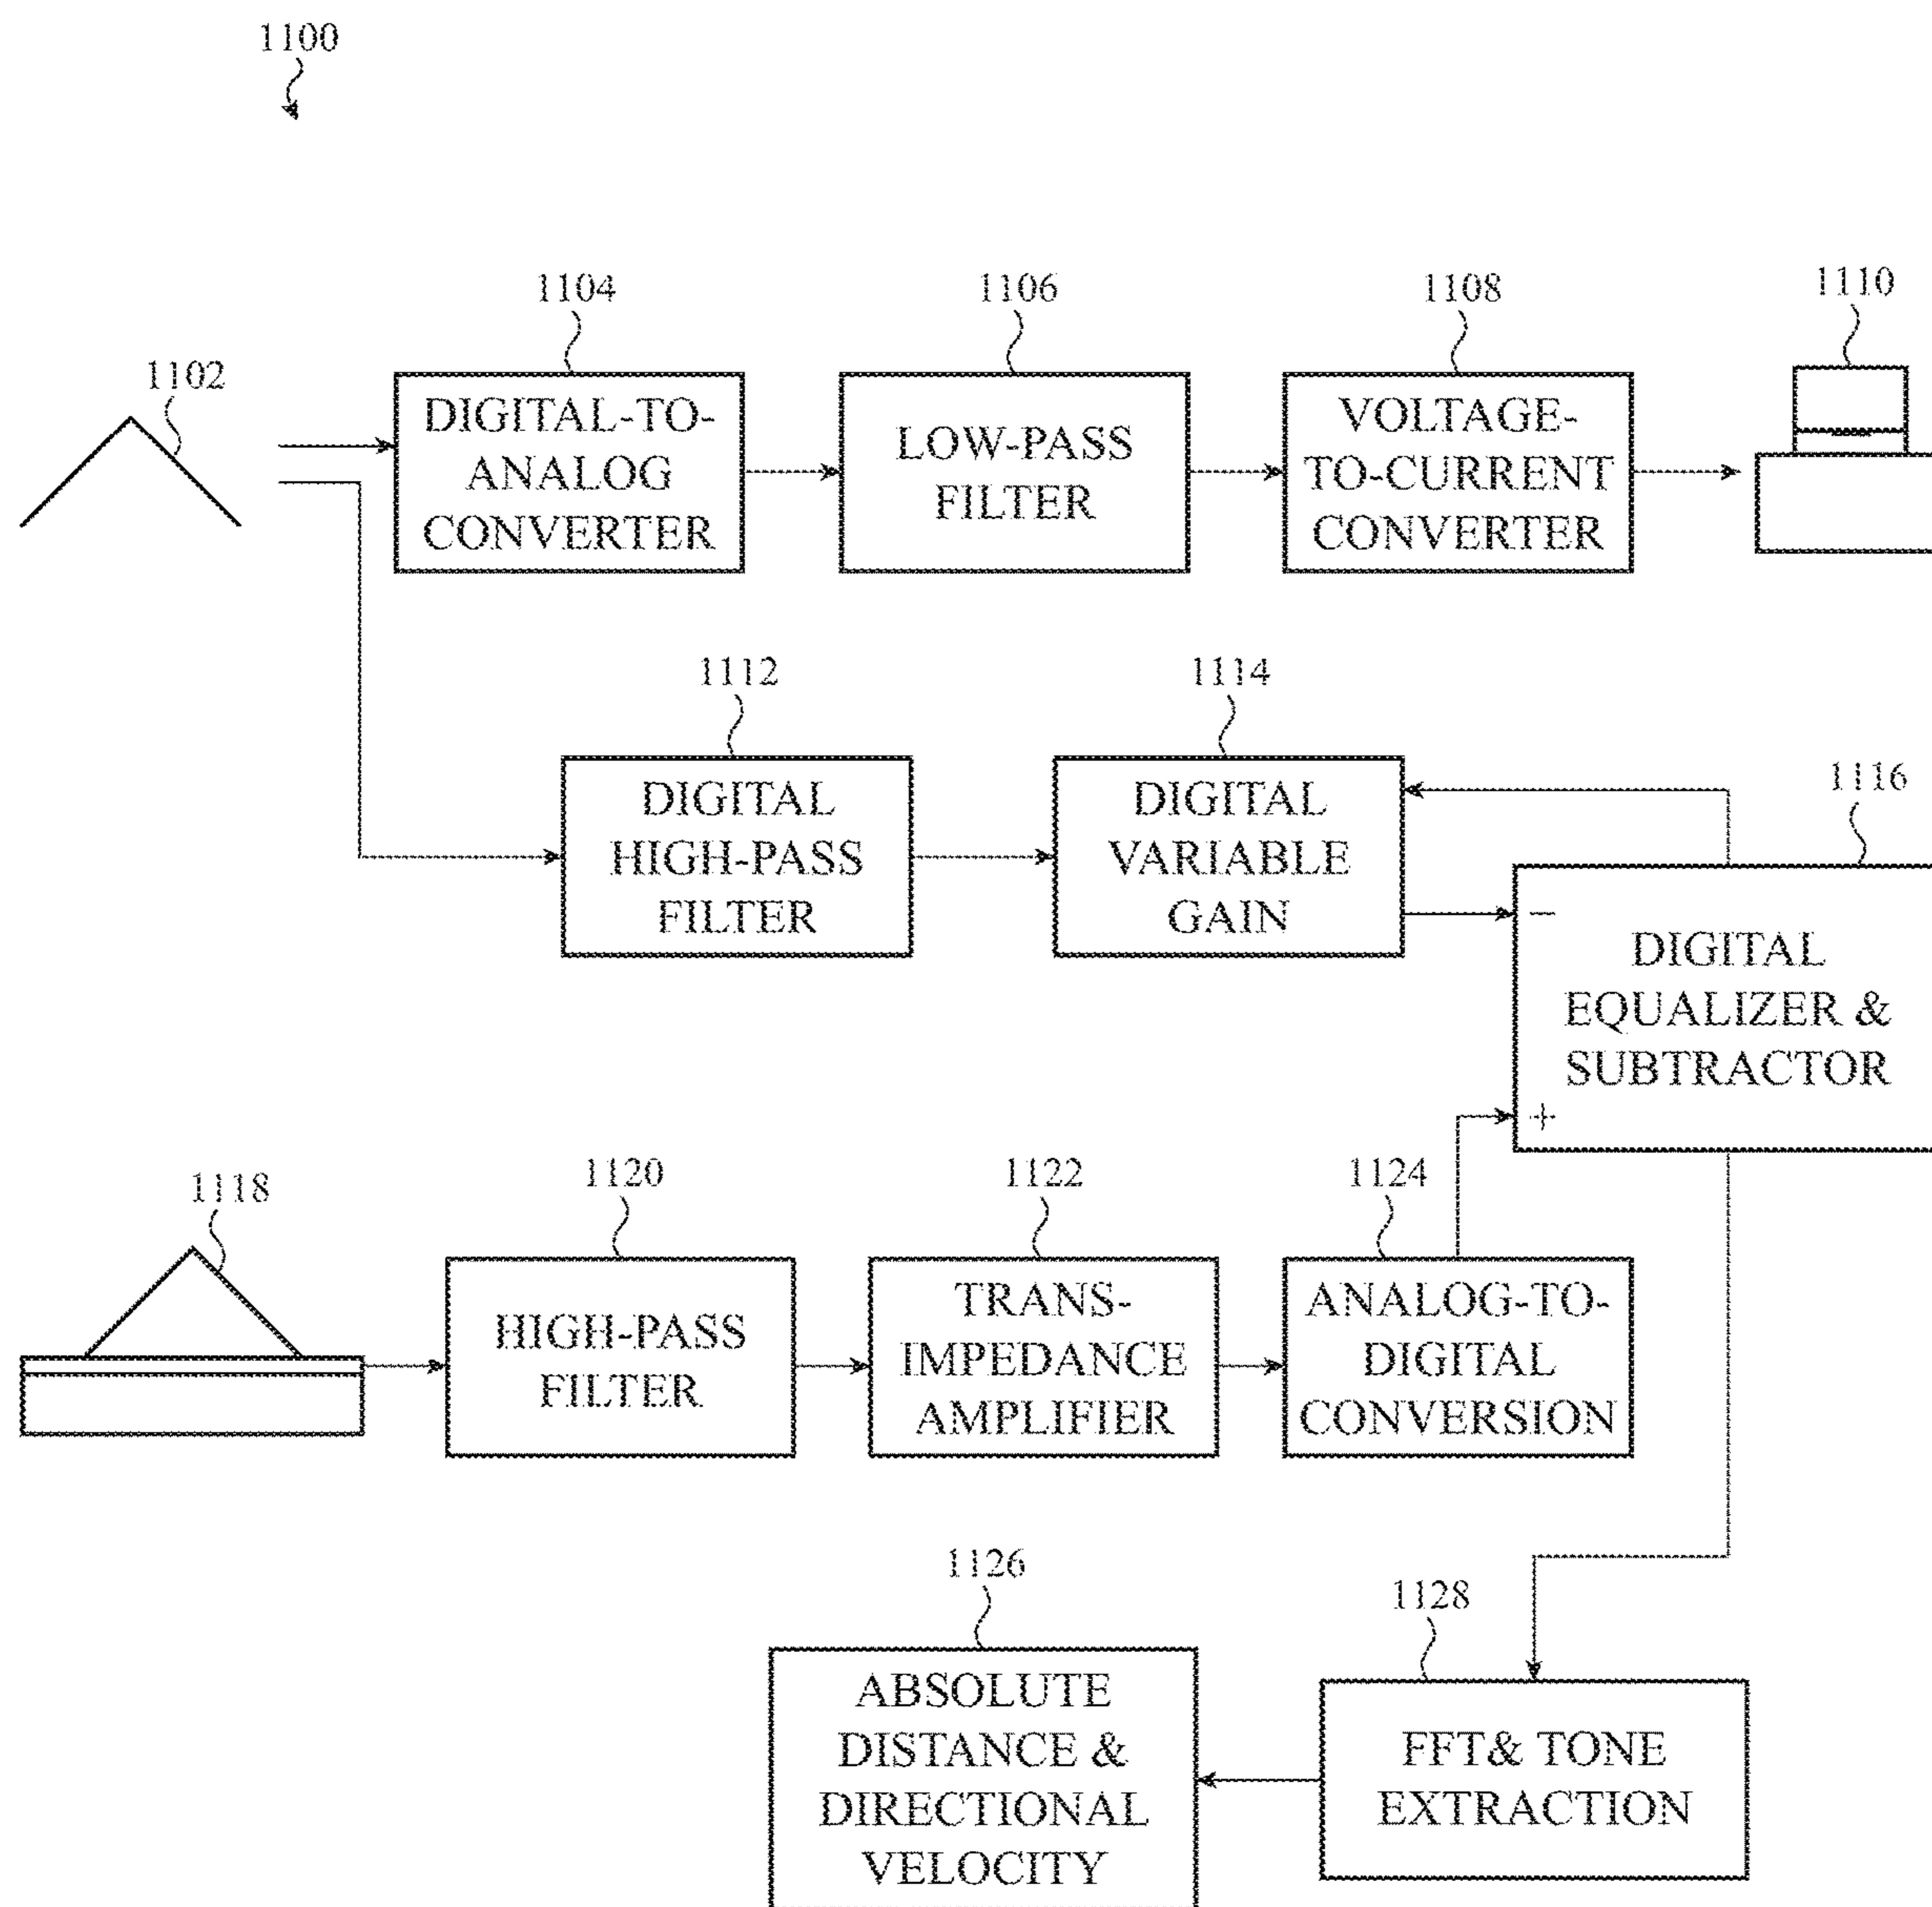 1100
1102
1104
DIGITAL-TO-
ANALOG
CONVERTER
1106
LOW-PASS
FILTER
1108
VOLTAGE-
TO-CURRENT
CONVERTER
1110
1112
DIGITAL
HIGH-PASS
FILTER
1114
DIGITAL
VARIABLE
GAIN
1116
−
DIGITAL
EQUALIZER &
SUBTRACTOR
+
1118
1120
HIGH-PASS
FILTER
1122
TRANS-
IMPEDANCE
AMPLIFIER
1124
ANALOG-TO-
DIGITAL
CONVERSION
1126
ABSOLUTE
DISTANCE &
DIRECTIONAL
VELOCITY
1128
FFT& TONE
EXTRACTION